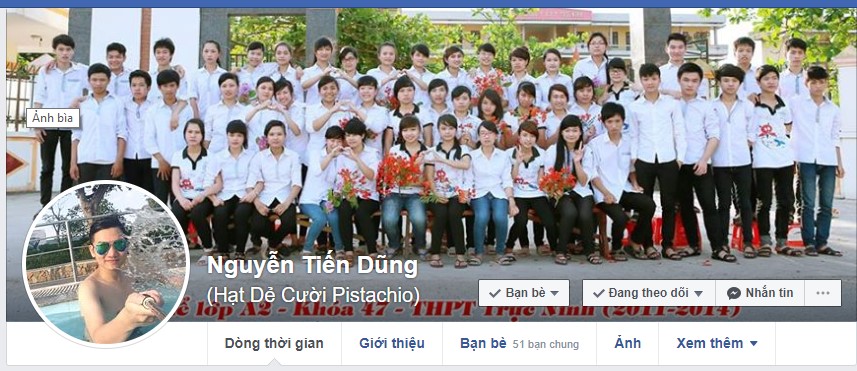 Ảnh bìa
Nguyễn Tiến Dũng
(Hạt Dẻ Cười Pistachio)
Bạn bè
Đang theo dõi
Nhắn tin
ể lớp A2 - Khóa 47 - THPT Trực Ninh (2011-2014)
Dòng thời gian
Giới thiệu
Bạn bè 51 bạn chung
Ảnh
Xem thêm